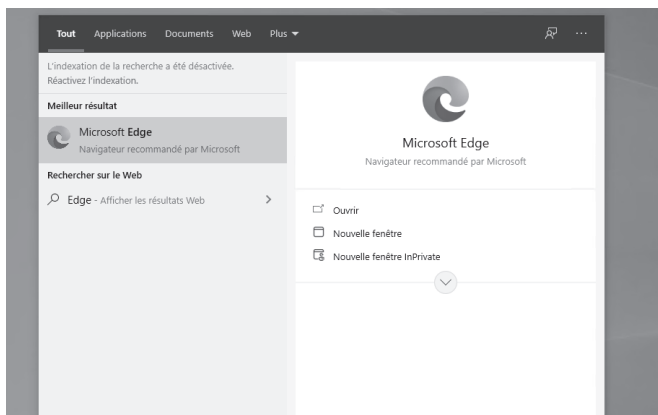 Tout Applications Documents Web Plus
L'indexation de la recherche a été désactivée.
Réactivez l'indexation.
Meilleur résultat
Microsoft Edge
Navigateur recommandé par Microsoft
Rechercher sur le Web
Edge - Afficher les résultats Web
Microsoft Edge
Navigateur recommandé par Microsoft
Ouvrir
Nouvelle fenêtre
Nouvelle fenêtre InPrivate